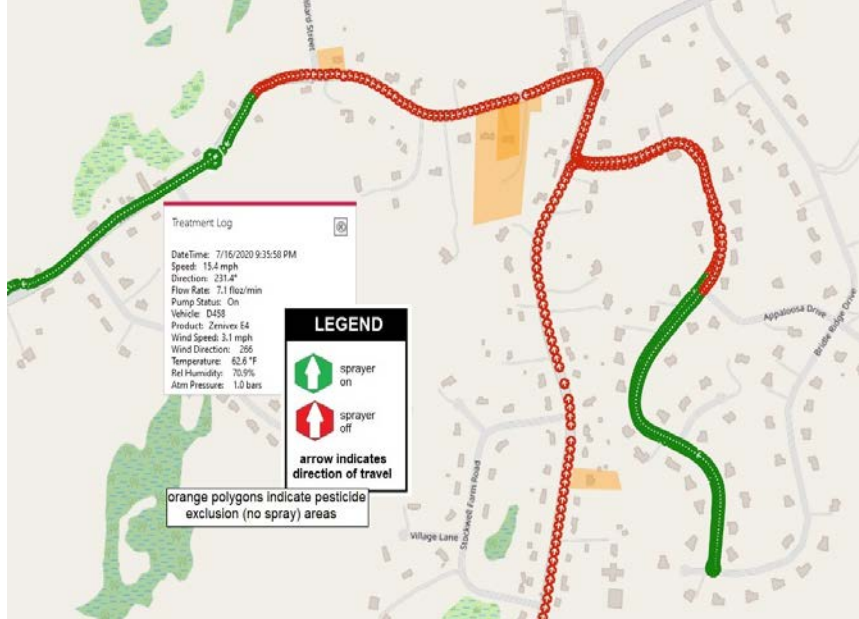 Treatment Log
DateTime: 7/16/2020 9:35:58 PM
Speed: 15.4 mph
Direction: 231.4°
Flow Rate: 7.1 floz/min
Pump Status: On
Vehicle: D458
Product: Zenivex E4
Wind Speed: 3.1 mph
Wind Direction: 266
Temperature: 62.6 °F
Rel Humidity: 70.9%
Atm Pressure: 1.0 bars
LEGEND
sprayer
on
sprayer
off
arrow indicates
direction of travel
orange polygons indicate pesticide
exclusion (no spray) areas
Street
Appaloosa Drive
Bridle Ridge Drive
Stockwell Farm Road
Village Lane